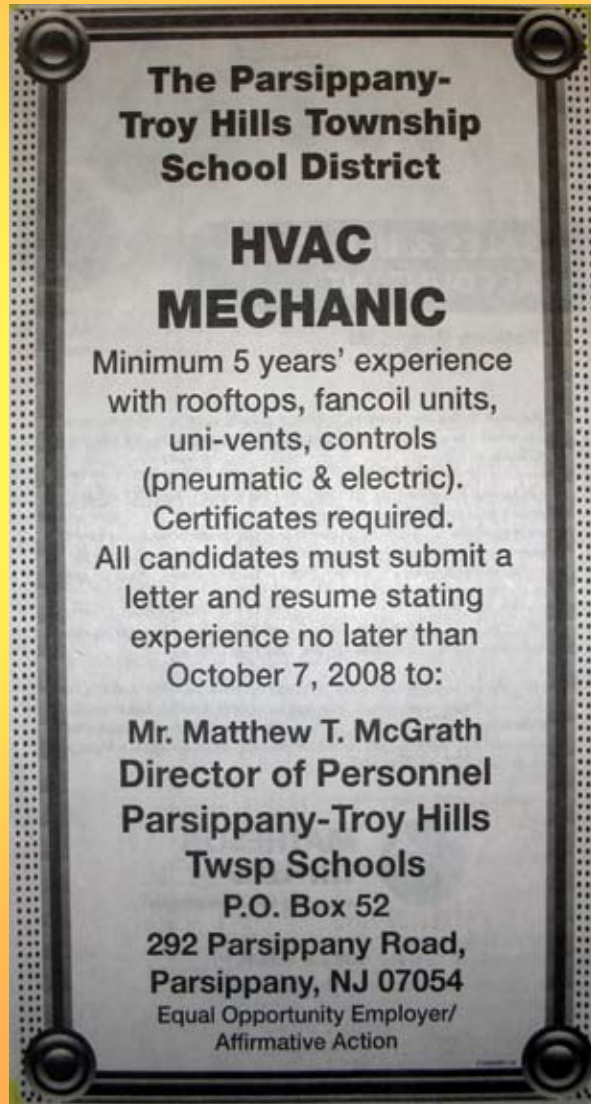 The Parsippany-
Troy Hills Township
School District
HVAC
MECHANIC
Minimum 5 years' experience
with rooftops, fancoil units,
uni-vents, controls
(pneumatic & electric).
Certificates required.
All candidates must submit a
letter and resume stating
experience no later than
October 7, 2008 to:
Mr. Matthew T. McGrath
Director of Personnel
Parsippany-Troy Hills
Twsp Schools
P.O. Box 52
292 Parsippany Road,
Parsippany, NJ 07054
Equal Opportunity Employer/
Affirmative Action